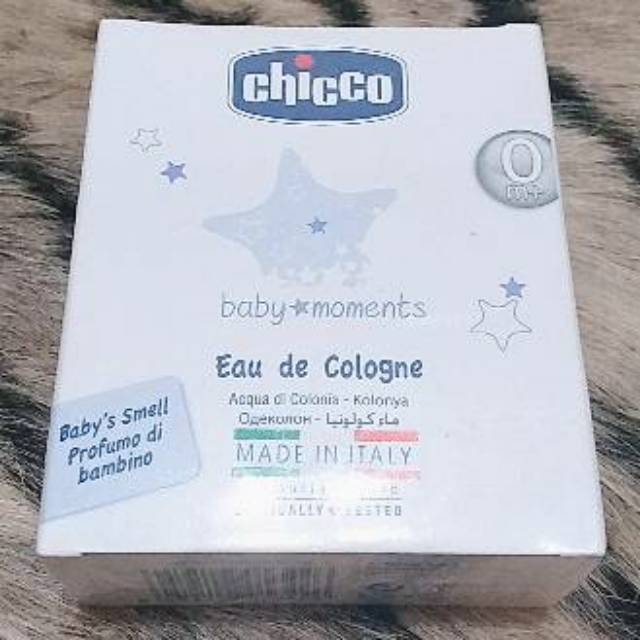 chicco
0
baby moments
Eau de Cologne
Acqua di Colonia - Kolonya
Одеколон - ماء كولونيا
Baby's Smell
Profumo di
bambino
MADE IN ITALY
TESTED